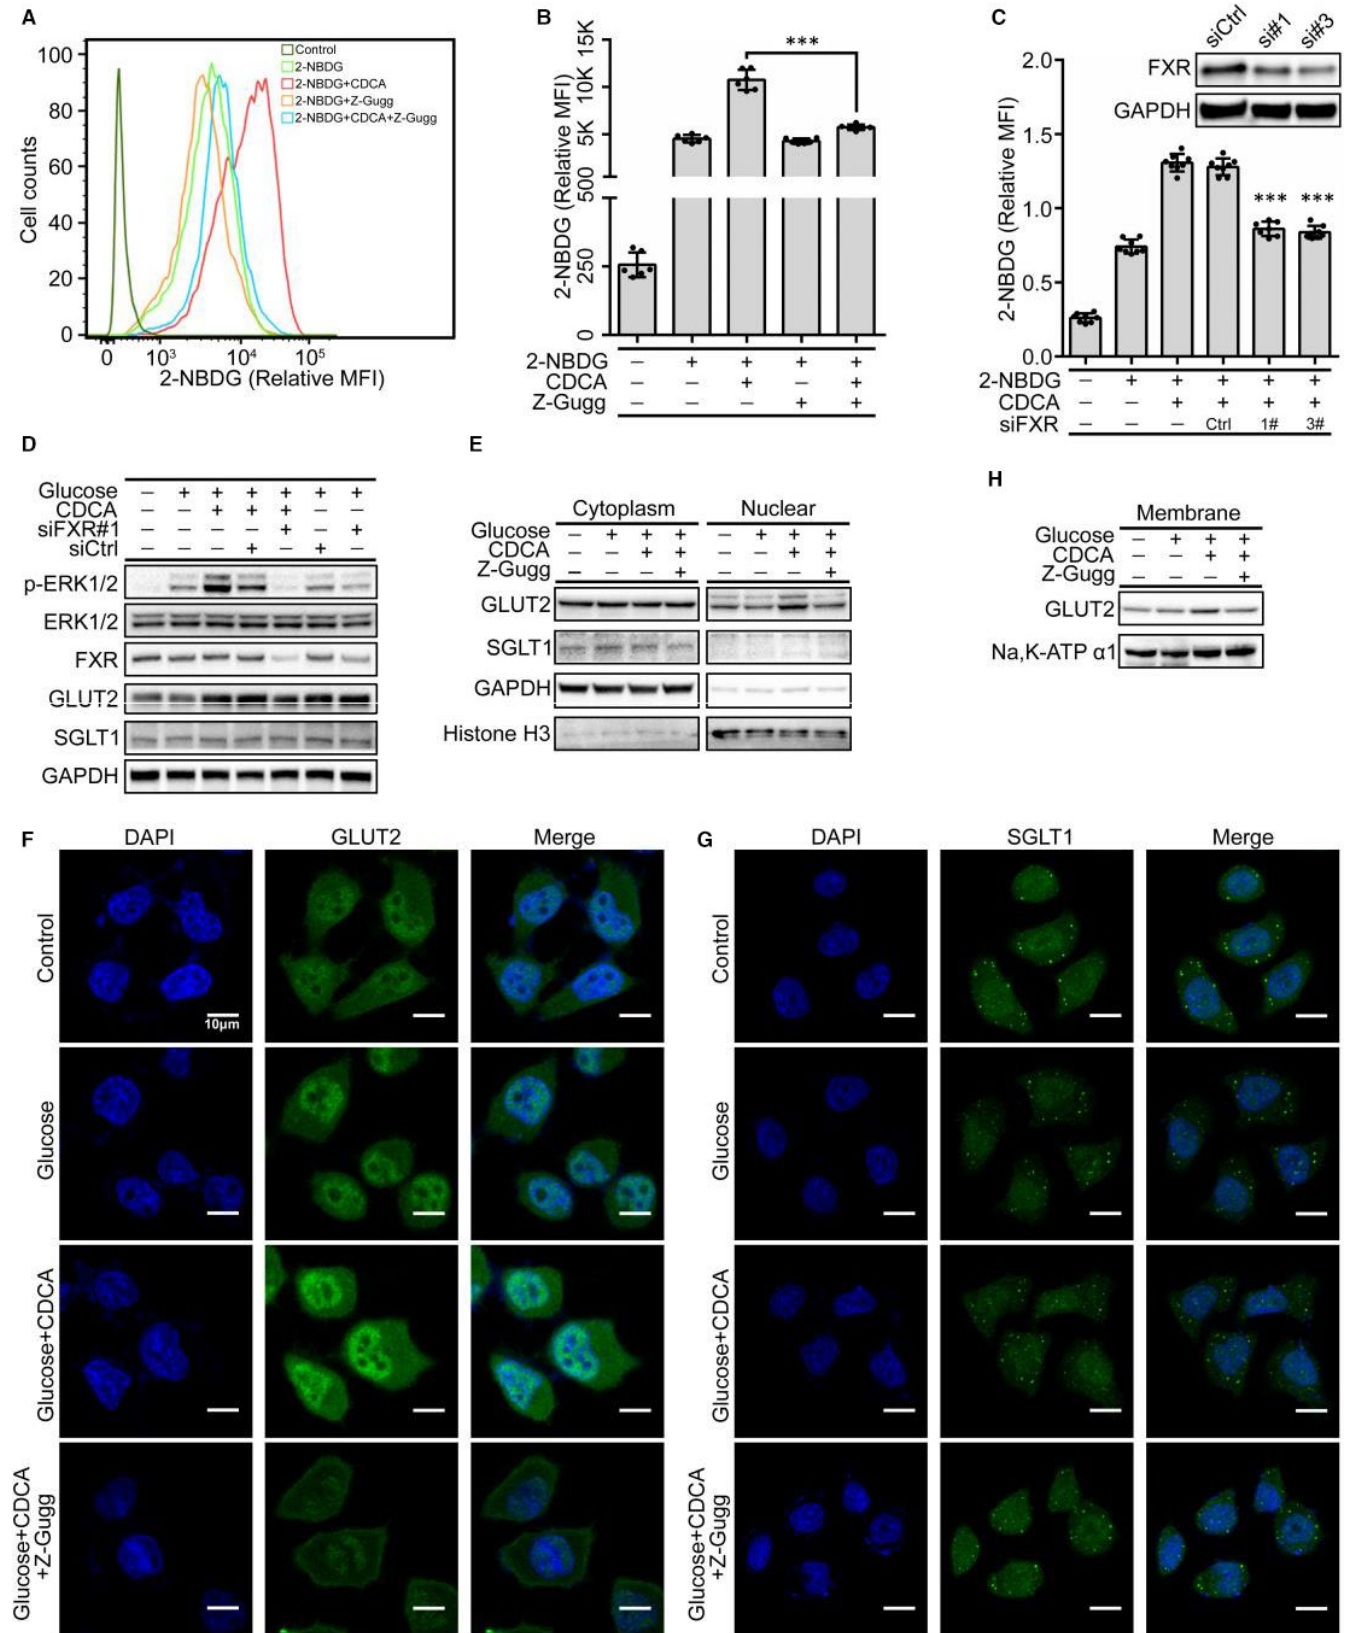 A
100
80
60
40
20
0
Cell counts
Control
2-NBDG
2-NBDG+CDCA
2-NBDG+Z-Gugg
2-NBDG+CDCA+Z-Gugg
0 10³ 10⁴ 10⁵
2-NBDG (Relative MFI)
B
15K
10K
5K
500
250
0
2-NBDG (Relative MFI)
***
2-NBDG − + + + +
CDCA − − + − +
Z-Gugg − − − + +
C
siCtrl si#1 si#3
FXR
GAPDH
2.0
1.5
1.0
0.5
0.0
2-NBDG (Relative MFI)
*** ***
2-NBDG − + + + + +
CDCA − − + + + +
siFXR − − − Ctrl 1# 3#
D
Glucose − + + + + + +
CDCA − − + + + − −
siFXR#1 − − − − + − +
siCtrl − − − + − + −
p-ERK1/2
ERK1/2
FXR
GLUT2
SGLT1
GAPDH
E
Cytoplasm Nuclear
Glucose − + + + − + + +
CDCA − − + + − − + +
Z-Gugg − − − + − − − +
GLUT2
SGLT1
GAPDH
Histone H3
H
Membrane
Glucose − + + +
CDCA − − + +
Z-Gugg − − − +
GLUT2
Na,K-ATP α1
F
DAPI GLUT2 Merge
Control
10μm
Glucose
Glucose+CDCA
Glucose+CDCA
+Z-Gugg
G
DAPI SGLT1 Merge
Control
Glucose
Glucose+CDCA
Glucose+CDCA
+Z-Gugg